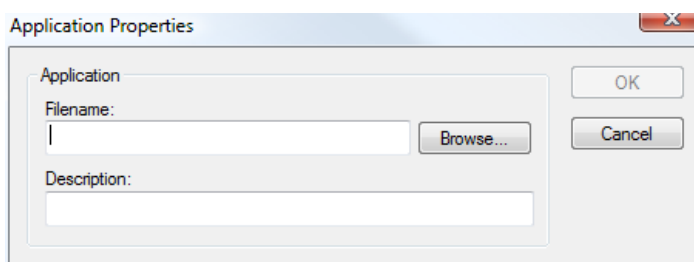 Application Properties
Application
OK
Filename:
Browse...
Cancel
Description: